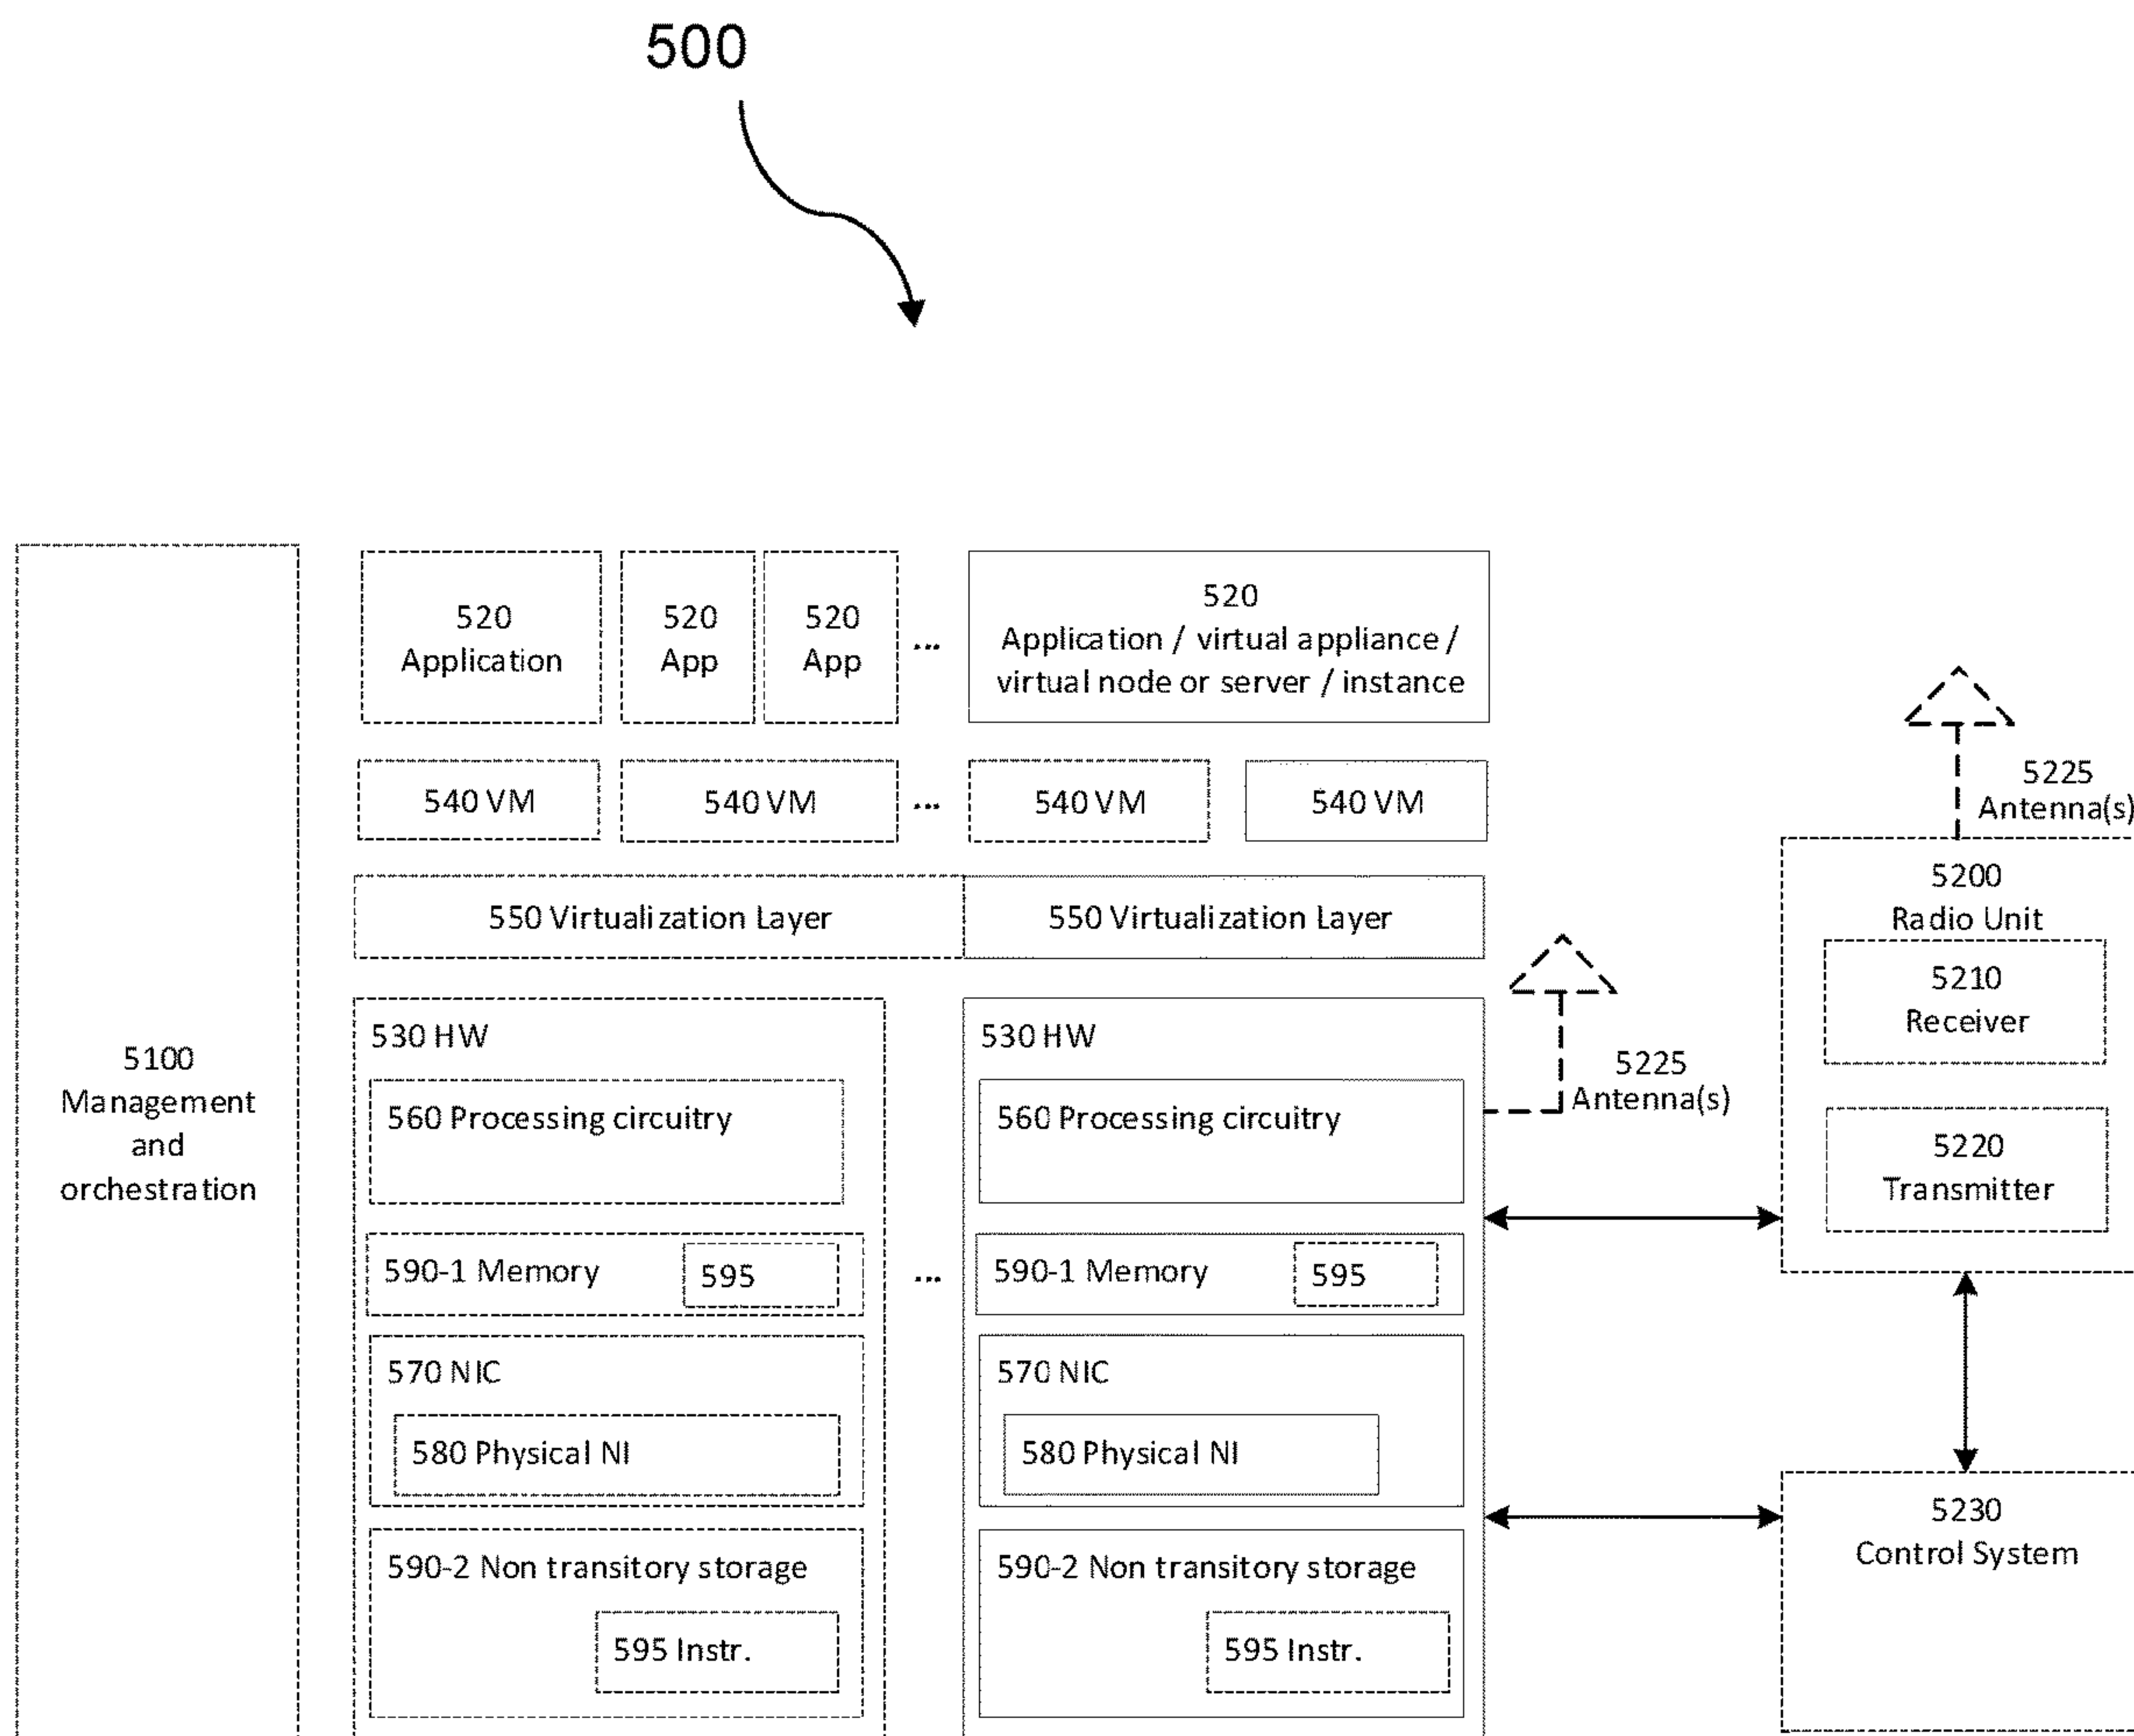 500
5100
Management
and
orchestration
520
Application
520
App
520
App
...
520
Application / virtual appliance /
virtual node or server / instance
540 VM
540 VM
...
540 VM
540 VM
550 Virtualization Layer
550 Virtualization Layer
530 HW
560 Processing circuitry
590-1 Memory
595
570 NIC
580 Physical NI
590-2 Non transitory storage
595 Instr.
...
530 HW
560 Processing circuitry
590-1 Memory
595
570 NIC
580 Physical NI
590-2 Non transitory storage
595 Instr.
5225
Antenna(s)
5225
Antenna(s)
5200
Radio Unit
5210
Receiver
5220
Transmitter
5230
Control System